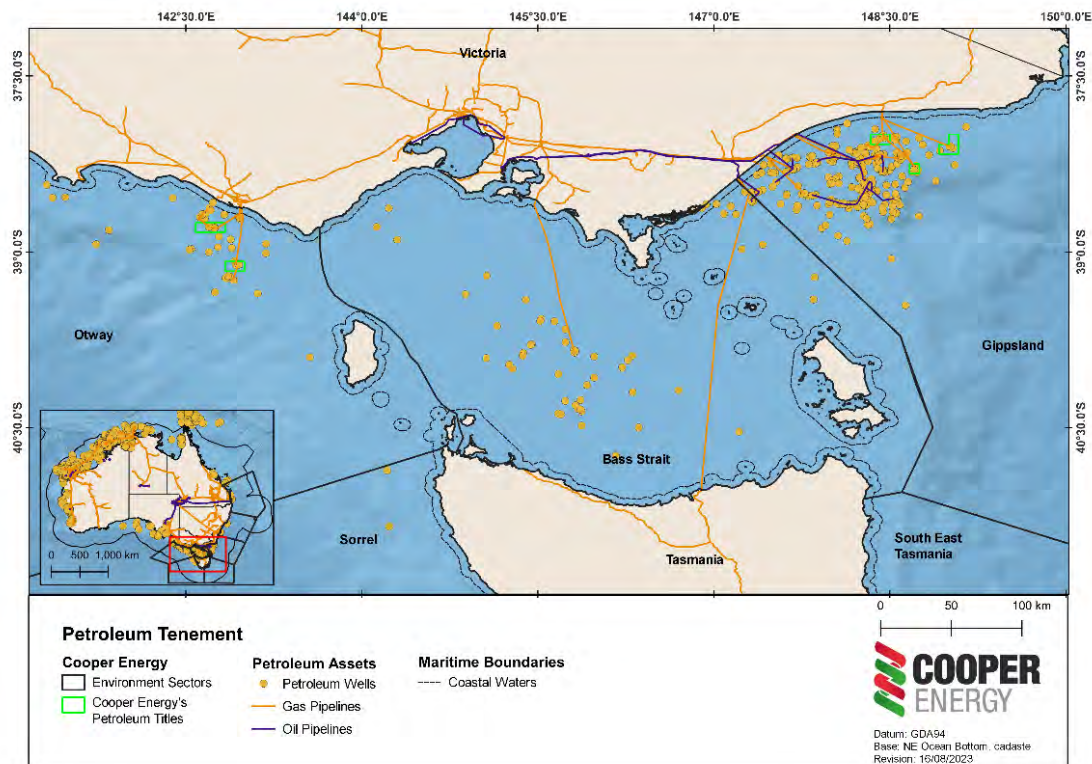 142°30.0'E
144°0.0'E
145°30.0'E
147°0.0'E
148°30.0'E
150°0.0'E
37°30.0'S
37°30.0'S
39°0.0'S
39°0.0'S
40°30.0'S
40°30.0'S
Victoria
Otway
Gippsland
Bass Strait
Sorrel
Tasmania
South East
Tasmania
0 500 1,000 km
0 50 100 km
Petroleum Tenement
Cooper Energy
Environment Sectors
Cooper Energy's
Petroleum Titles
Petroleum Assets
Petroleum Wells
Gas Pipelines
Oil Pipelines
Maritime Boundaries
Coastal Waters
COOPER
ENERGY
Datum: GDA94
Base: NE Ocean Bottom, cadaste
Revision: 16/08/2023